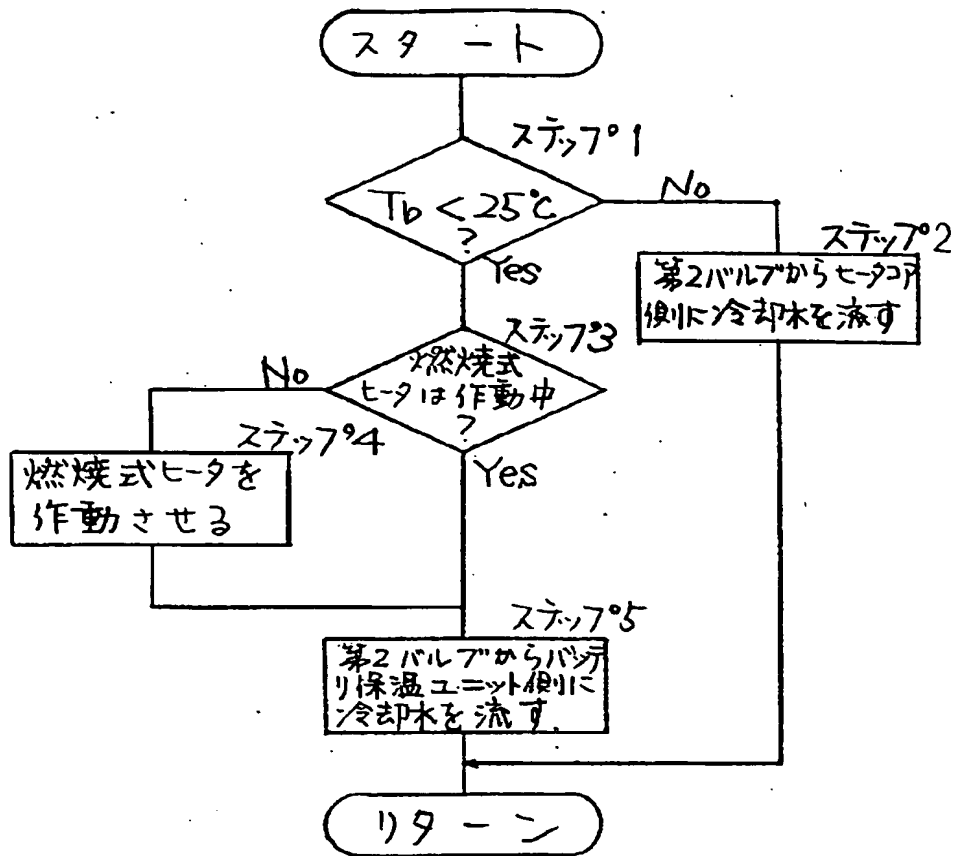 スタート
ステップ1
Tb < 25℃
?
No
Yes
ステップ2
第2バルブからヒータコア
側に冷却水を流す
ステップ3
燃焼式
ヒータは作動中
?
No
Yes
ステップ4
燃焼式ヒータを
作動させる
ステップ5
第2バルブからバッテ
リ保温ユニット側に
冷却水を流す.
リターン